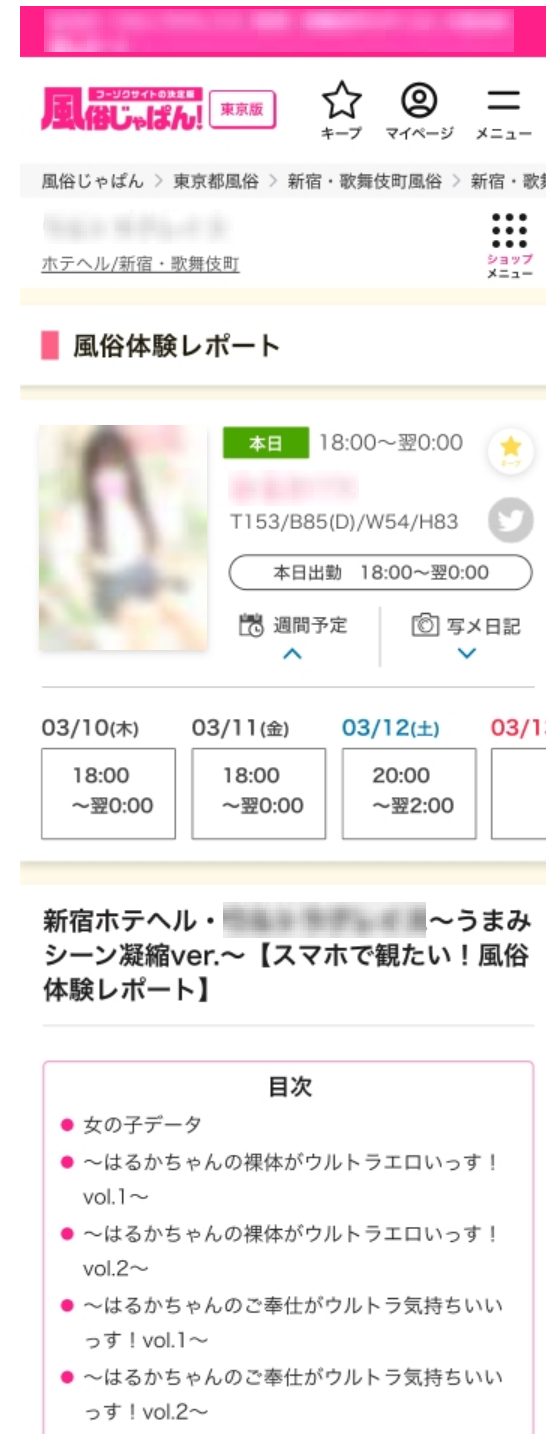 フーゾクサイトの決定版
風俗じゃぱん!
東京版
キープ
マイページ
メニュー
風俗じゃぱん > 東京都風俗 > 新宿・歌舞伎町風俗 > 新宿・歌舞
ホテヘル/新宿・歌舞伎町
ショップ
メニュー
風俗体験レポート
本日 18:00〜翌0:00
キープ
T153/B85(D)/W54/H83
本日出勤 18:00〜翌0:00
週間予定
写メ日記
03/10(木) 03/11(金) 03/12(土) 03/1
18:00 18:00 20:00
〜翌0:00 〜翌0:00 〜翌2:00
新宿ホテヘル・ 〜うまみ
シーン凝縮ver.〜【スマホで観たい！風俗
体験レポート】
目次
● 女の子データ
● 〜はるかちゃんの裸体がウルトラエロいっす！
vol.1〜
● 〜はるかちゃんの裸体がウルトラエロいっす！
vol.2〜
● 〜はるかちゃんのご奉仕がウルトラ気持ちいい
っす！vol.1〜
● 〜はるかちゃんのご奉仕がウルトラ気持ちいい
っす！vol.2〜